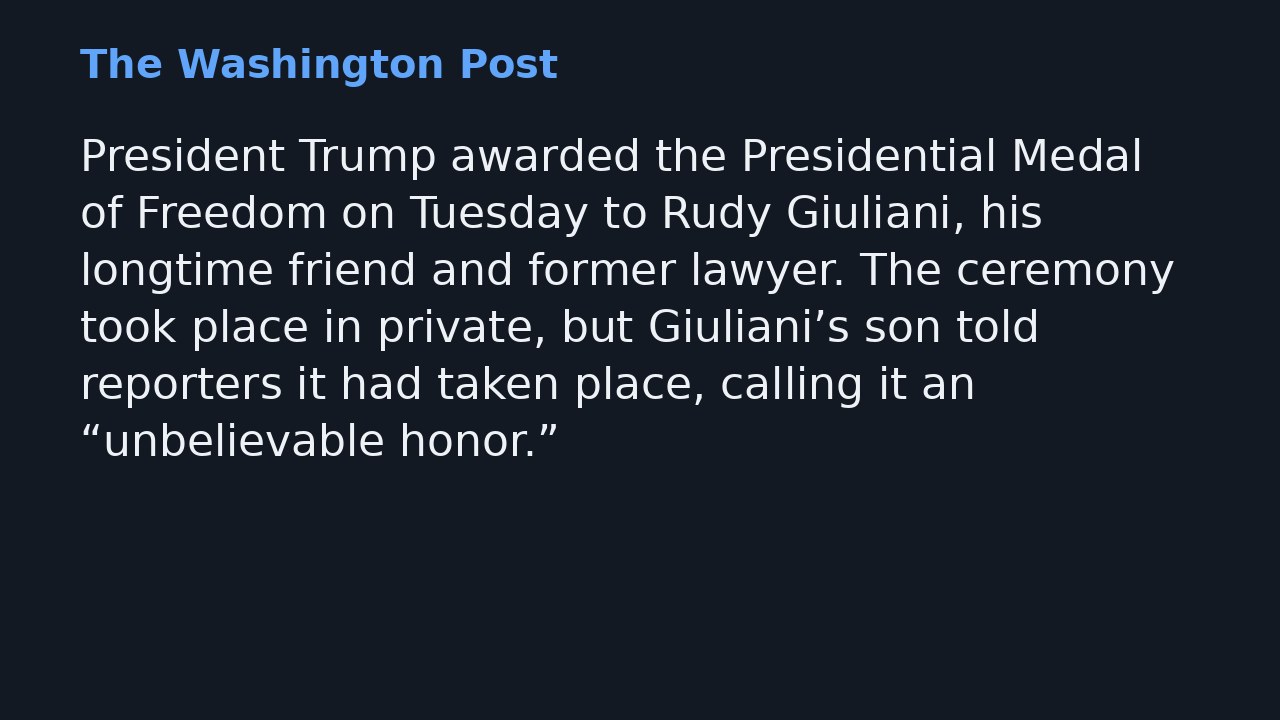 The Washington Post
President Trump awarded the Presidential Medal
of Freedom on Tuesday to Rudy Giuliani, his
longtime friend and former lawyer. The ceremony
took place in private, but Giuliani’s son told
reporters it had taken place, calling it an
“unbelievable honor.”